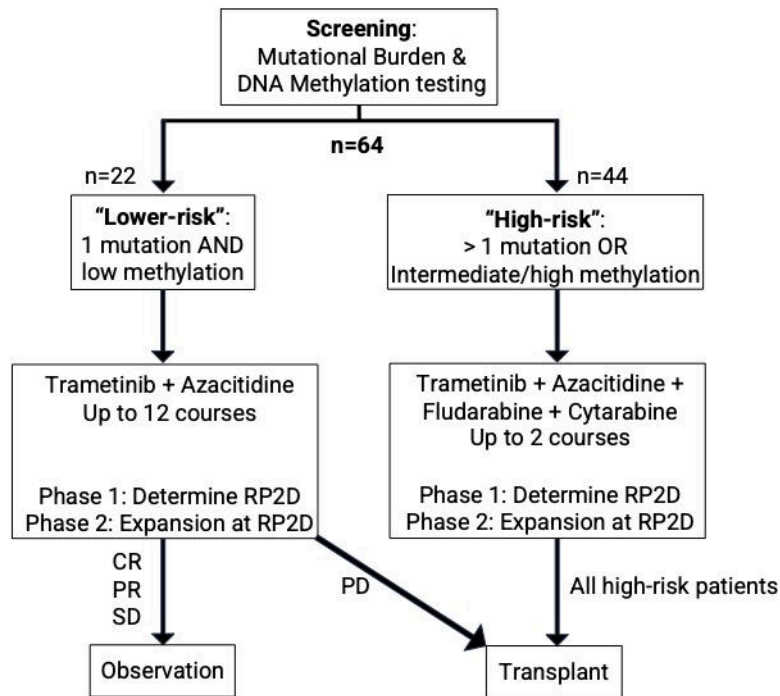 Screening:
Mutational Burden &
DNA Methylation testing
n=64
n=22
n=44
“Lower-risk”:
1 mutation AND
low methylation
“High-risk”:
> 1 mutation OR
Intermediate/high methylation
Trametinib + Azacitidine
Up to 12 courses
Phase 1: Determine RP2D
Phase 2: Expansion at RP2D
Trametinib + Azacitidine +
Fludarabine + Cytarabine
Up to 2 courses
Phase 1: Determine RP2D
Phase 2: Expansion at RP2D
CR
PR
SD
PD
All high-risk patients
Observation
Transplant